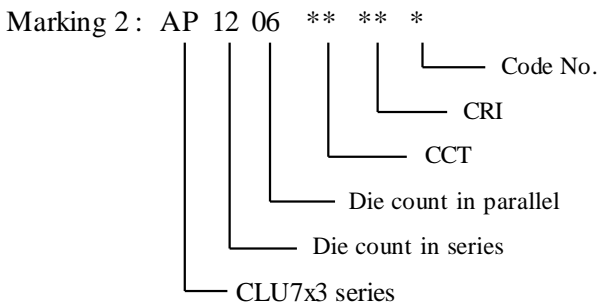 Marking 2 : AP 12 06 ** ** *
Code No.
CRI
CCT
Die count in parallel
Die count in series
CLU7x3 series